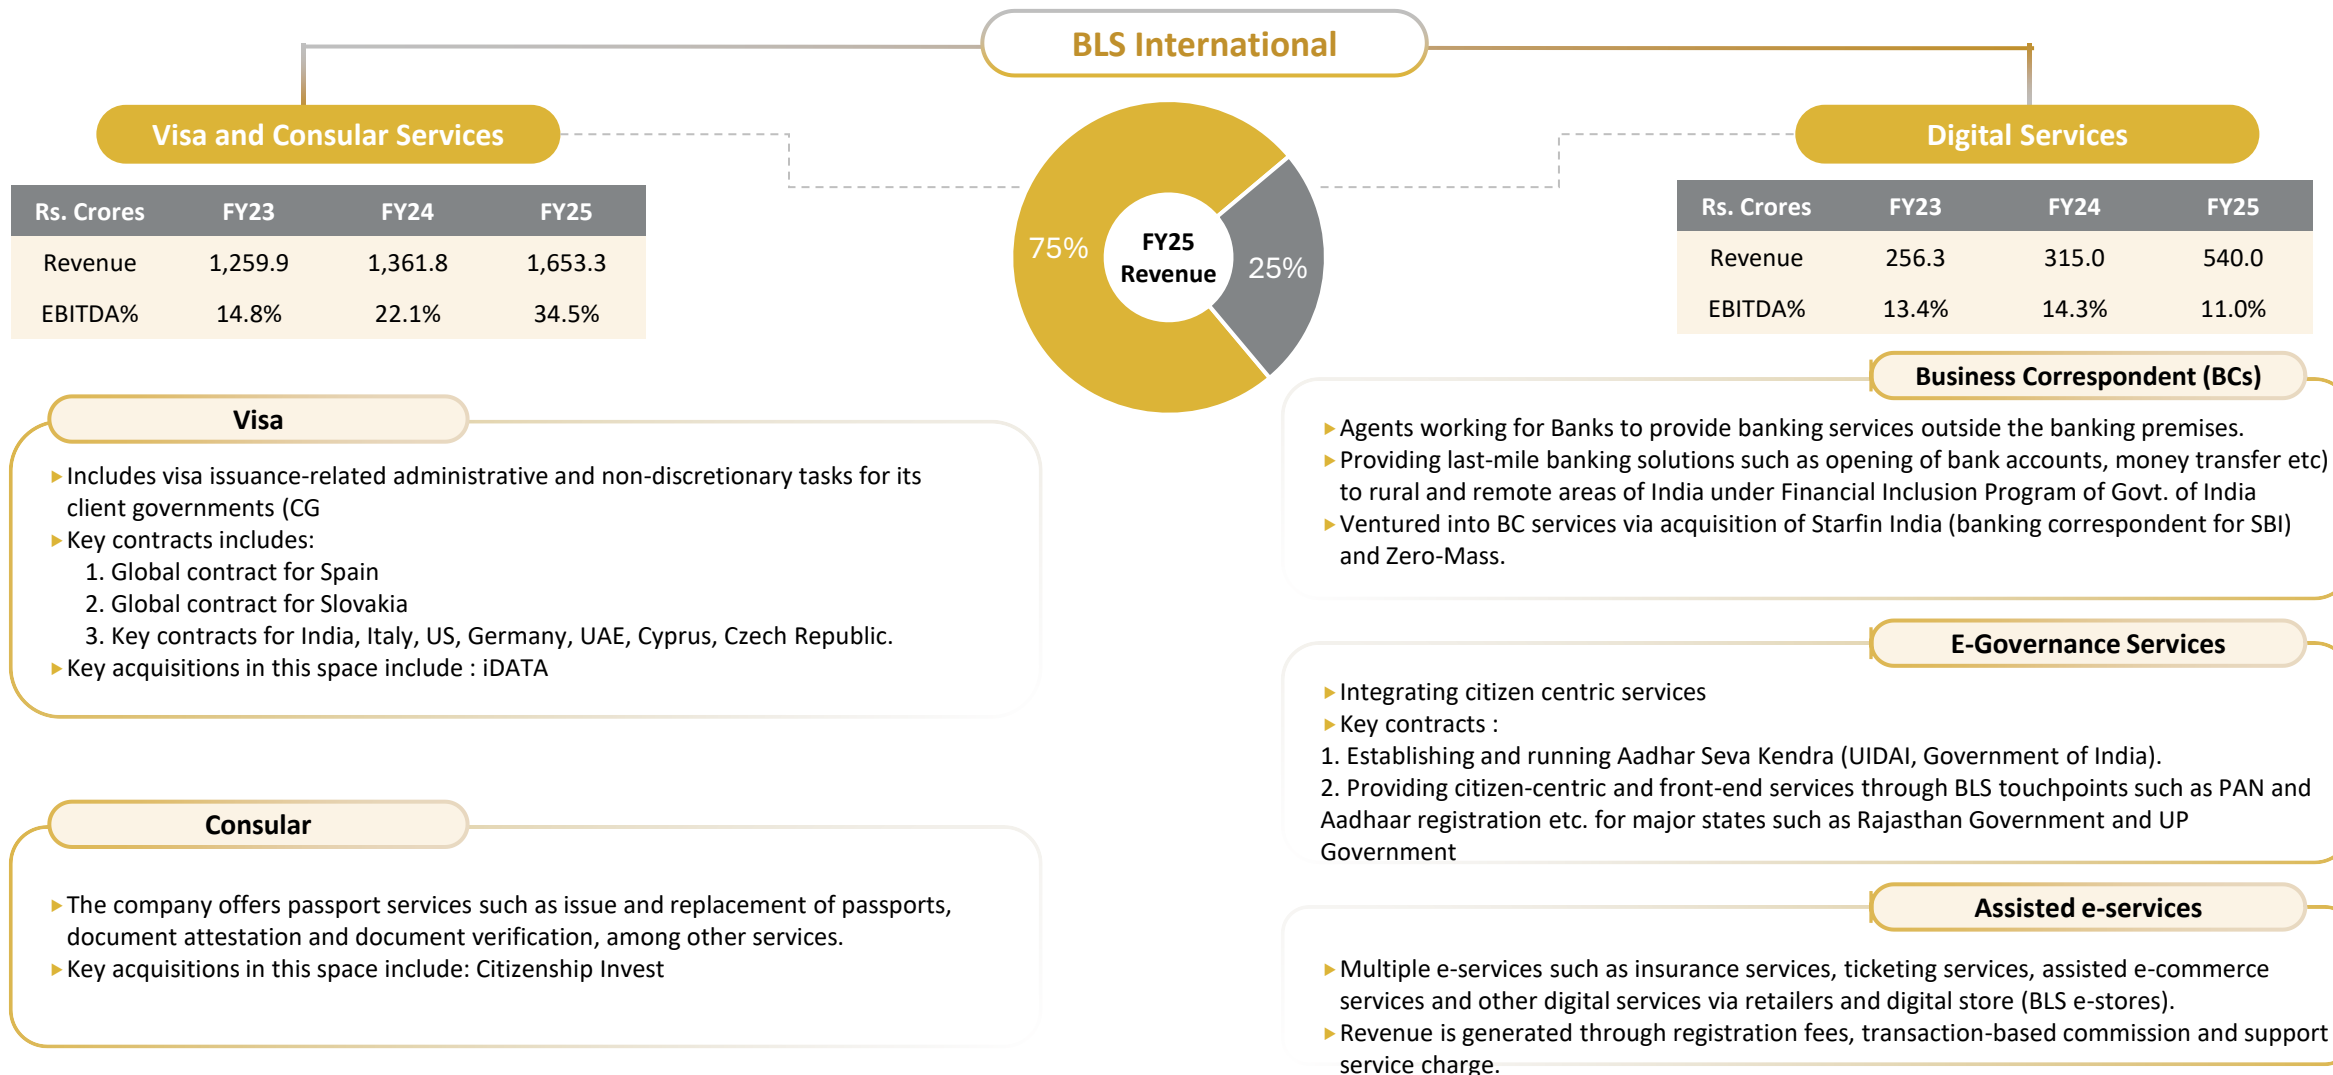 BLS International
Visa and Consular Services
Rs. Crores FY23 FY24 FY25
Revenue 1,259.9 1,361.8 1,653.3
EBITDA% 14.8% 22.1% 34.5%
75%
FY25
Revenue
25%
Digital Services
Rs. Crores FY23 FY24 FY25
Revenue 256.3 315.0 540.0
EBITDA% 13.4% 14.3% 11.0%
Visa
Includes visa issuance-related administrative and non-discretionary tasks for its
client governments (CG
Key contracts includes:
1. Global contract for Spain
2. Global contract for Slovakia
3. Key contracts for India, Italy, US, Germany, UAE, Cyprus, Czech Republic.
Key acquisitions in this space include : iDATA
Consular
The company offers passport services such as issue and replacement of passports,
document attestation and document verification, among other services.
Key acquisitions in this space include: Citizenship Invest
Business Correspondent (BCs)
Agents working for Banks to provide banking services outside the banking premises.
Providing last-mile banking solutions such as opening of bank accounts, money transfer etc)
to rural and remote areas of India under Financial Inclusion Program of Govt. of India
Ventured into BC services via acquisition of Starfin India (banking correspondent for SBI)
and Zero-Mass.
E-Governance Services
Integrating citizen centric services
Key contracts :
1. Establishing and running Aadhar Seva Kendra (UIDAI, Government of India).
2. Providing citizen-centric and front-end services through BLS touchpoints such as PAN and
Aadhaar registration etc. for major states such as Rajasthan Government and UP
Government
Assisted e-services
Multiple e-services such as insurance services, ticketing services, assisted e-commerce
services and other digital services via retailers and digital store (BLS e-stores).
Revenue is generated through registration fees, transaction-based commission and support
service charge.